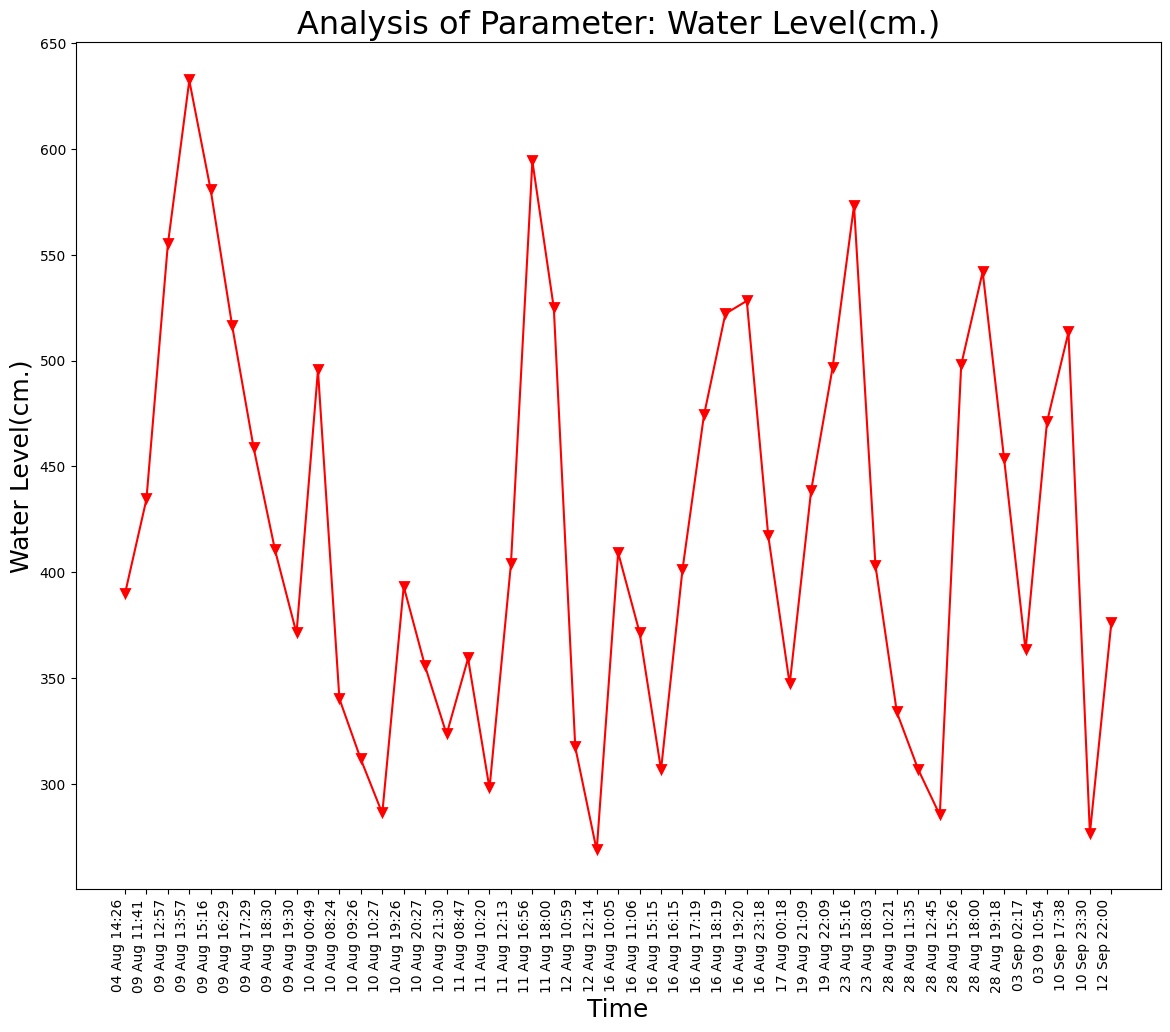 Analysis of Parameter: Water Level(cm.)
650
600
550
500
450
400
350
300
Water Level(cm.)
04 Aug 14:26
09 Aug 11:41
09 Aug 12:57
09 Aug 13:57
09 Aug 15:16
09 Aug 16:29
09 Aug 17:29
09 Aug 18:30
09 Aug 19:30
10 Aug 00:49
10 Aug 08:24
10 Aug 09:26
10 Aug 10:27
10 Aug 19:26
10 Aug 20:27
10 Aug 21:30
11 Aug 08:47
11 Aug 10:20
11 Aug 12:13
11 Aug 16:56
11 Aug 18:00
12 Aug 10:59
12 Aug 12:14
16 Aug 10:05
16 Aug 11:06
16 Aug 15:15
16 Aug 16:15
16 Aug 17:19
16 Aug 18:19
16 Aug 19:20
16 Aug 23:18
17 Aug 00:18
19 Aug 21:09
19 Aug 22:09
23 Aug 15:16
23 Aug 18:03
28 Aug 10:21
28 Aug 11:35
28 Aug 12:45
28 Aug 15:26
28 Aug 18:00
28 Aug 19:18
03 Sep 02:17
03 09 10:54
10 Sep 17:38
10 Sep 23:30
12 Sep 22:00
Time